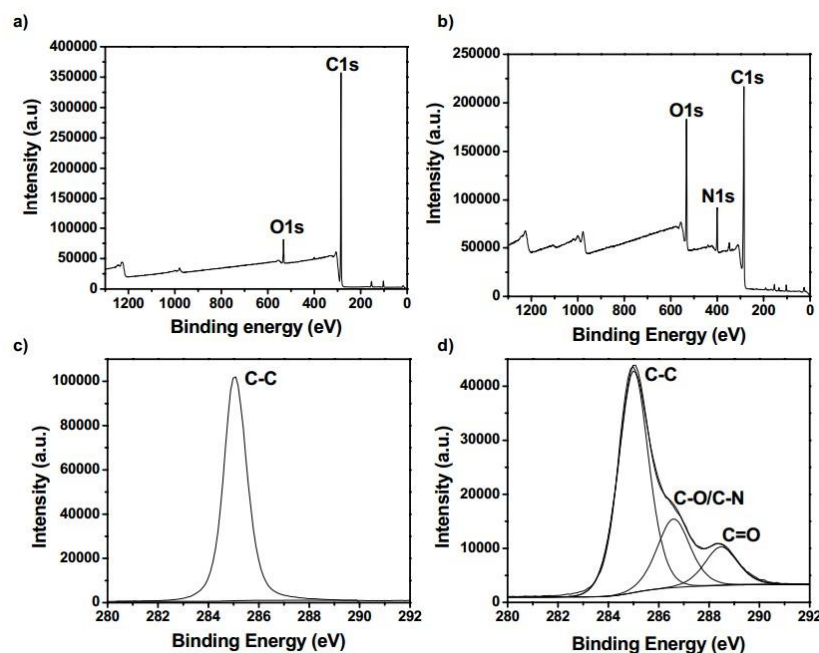 a)
400000
350000
300000
250000
200000
150000
100000
50000
0
Intensity (a.u)
C1s
O1s
1200 1000 800 600 400 200 0
Binding energy (eV)
b)
250000
200000
150000
100000
50000
0
Intensity (a.u.)
C1s
O1s
N1s
1200 1000 800 600 400 200 0
Binding Energy (eV)
c)
100000
80000
60000
40000
20000
0
Intensity (a.u.)
C-C
280 282 284 286 288 290 292
Binding Energy (eV)
d)
40000
30000
20000
10000
0
Intensity (a.u.)
C-C
C-O/C-N
C=O
280 282 284 286 288 290 292
Binding Energy (eV)